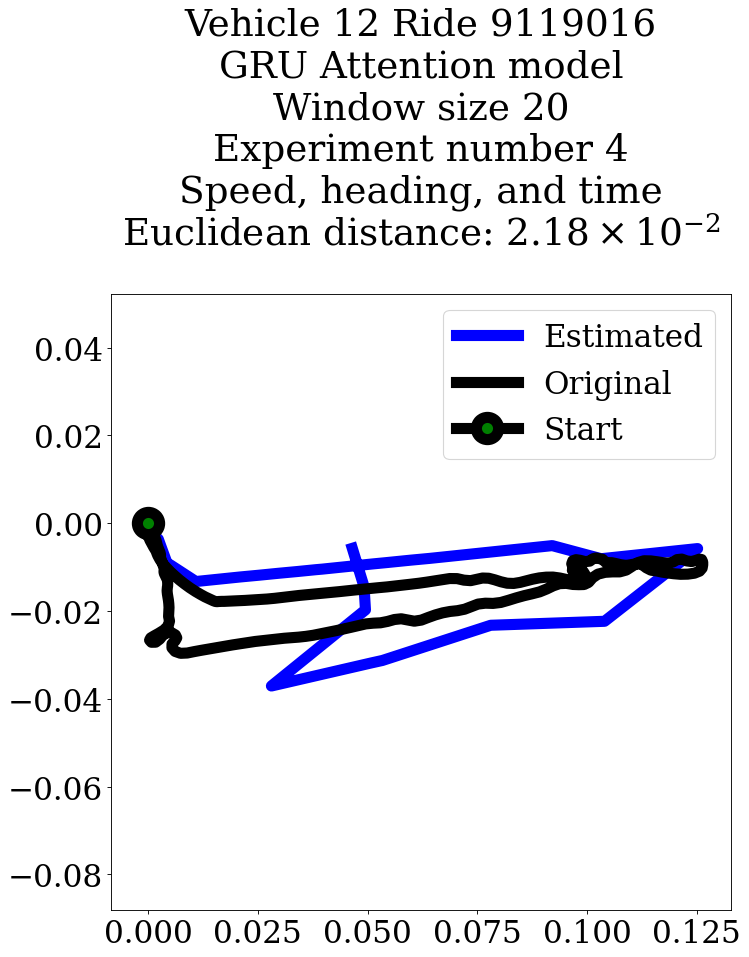 Vehicle 12 Ride 9119016
GRU Attention model
Window size 20
Experiment number 4
Speed, heading, and time
Euclidean distance: 2.18 × 10⁻²
Estimated
Original
Start
0.04
0.02
0.00
−0.02
−0.04
−0.06
−0.08
0.000 0.025 0.050 0.075 0.100 0.125